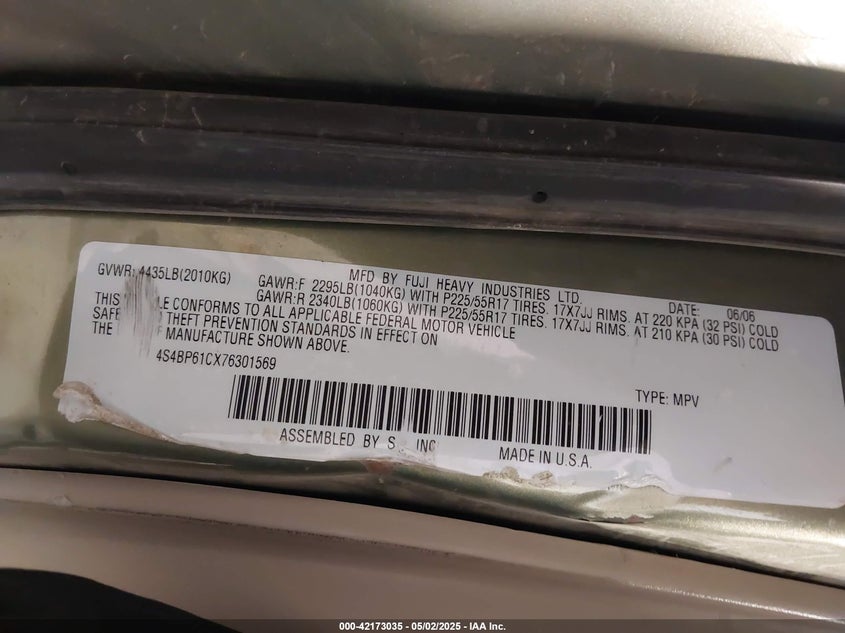 MFD BY FUJI HEAVY INDUSTRIES LTD. DATE: 06/06
GVWR: 4435LB(2010KG) GAWR:F 2295LB(1040KG) WITH P225/55R17 TIRES. 17X7JJ RIMS. AT 220 KPA (32 PSI) COLD
GAWR:R 2340LB(1060KG) WITH P225/55R17 TIRES. 17X7JJ RIMS. AT 210 KPA (30 PSI) COLD
THIS CONFORMS TO ALL APPLICABLE FEDERAL MOTOR VEHICLE
THEFT PREVENTION STANDARDS IN EFFECT ON
THE MANUFACTURE SHOWN ABOVE.
4S4BP61CX76301569 TYPE: MPV
ASSEMBLED BY S INC MADE IN U.S.A.
000-42173035 - 05/02/2025 - IAA Inc.